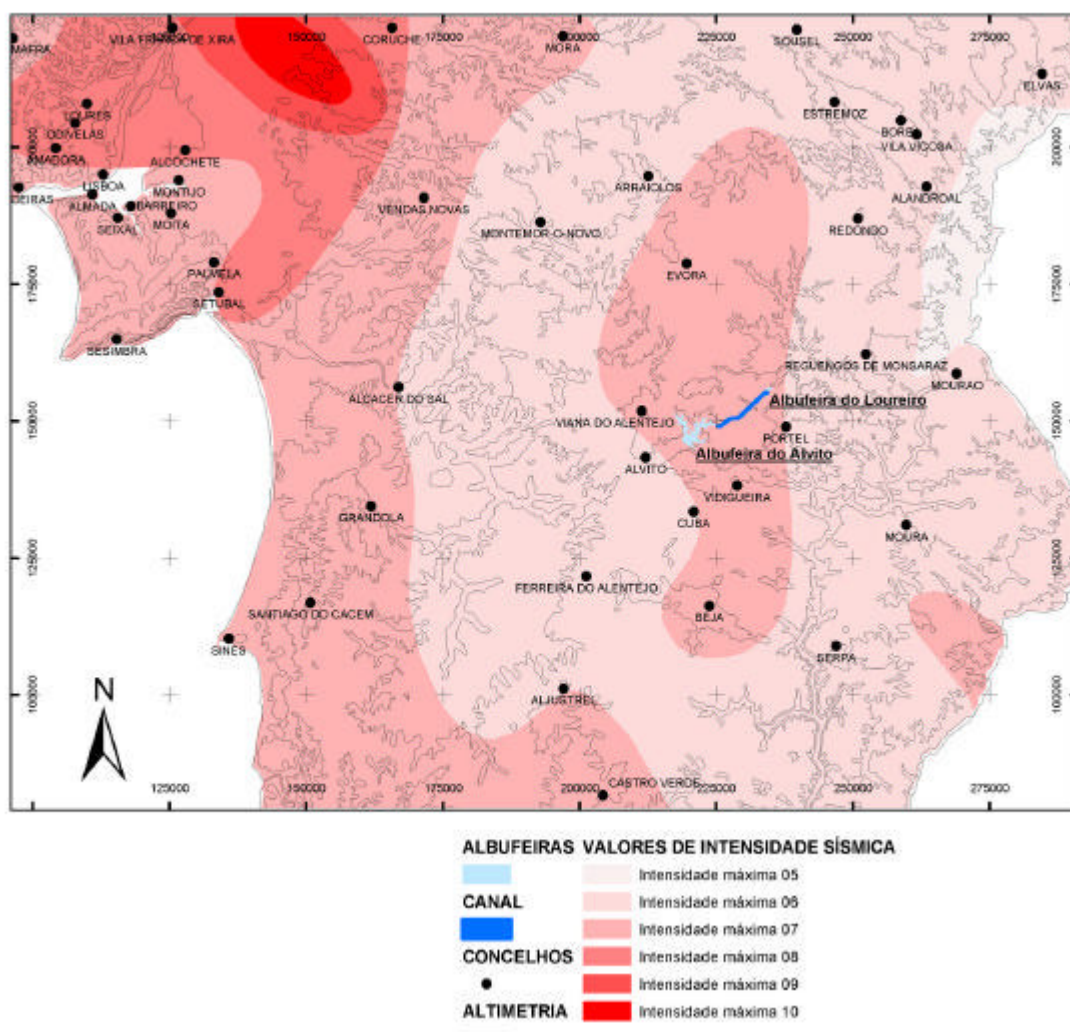 VILA FRANCA DE XIRA
125000
150000
CORUCHE
175000
MORA
200000
225000
SOUSEL
275000
MAFRA
ELVAS
LOURES
ODIVELAS
ESTREMOZ
BORBA
VILA VIÇOSA
200000
AMADORA
ALCOCHETE
200000
LISBOA
MONTIJO
ARRAIOLOS
ALANDROAL
OEIRAS
ALMADA
BARREIRO
VENDAS NOVAS
SEIXAL
MOITA
MONTEMOR-O-NOVO
REDONDO
PALMELA
EVORA
175000
SETUBAL
175000
SESIMBRA
REGUENGOS DE MONSARAZ
MOURAO
ALCACER DO SAL
Albufeira do Loureiro
150000
VIANA DO ALENTEJO
PORTEL
150000
Albufeira do Alvito
ALVITO
VIDIGUEIRA
GRANDOLA
CUBA
MOURA
125000
125000
FERREIRA DO ALENTEJO
SANTIAGO DO CACEM
BEJA
SINES
SERPA
N
100000
ALJUSTREL
100000
CASTRO VERDE
125000
150000
175000
200000
225000
250000
275000
ALBUFEIRAS VALORES DE INTENSIDADE SÍSMICA
Intensidade máxima 05
CANAL
Intensidade máxima 06
Intensidade máxima 07
CONCELHOS
Intensidade máxima 08
Intensidade máxima 09
ALTIMETRIA
Intensidade máxima 10